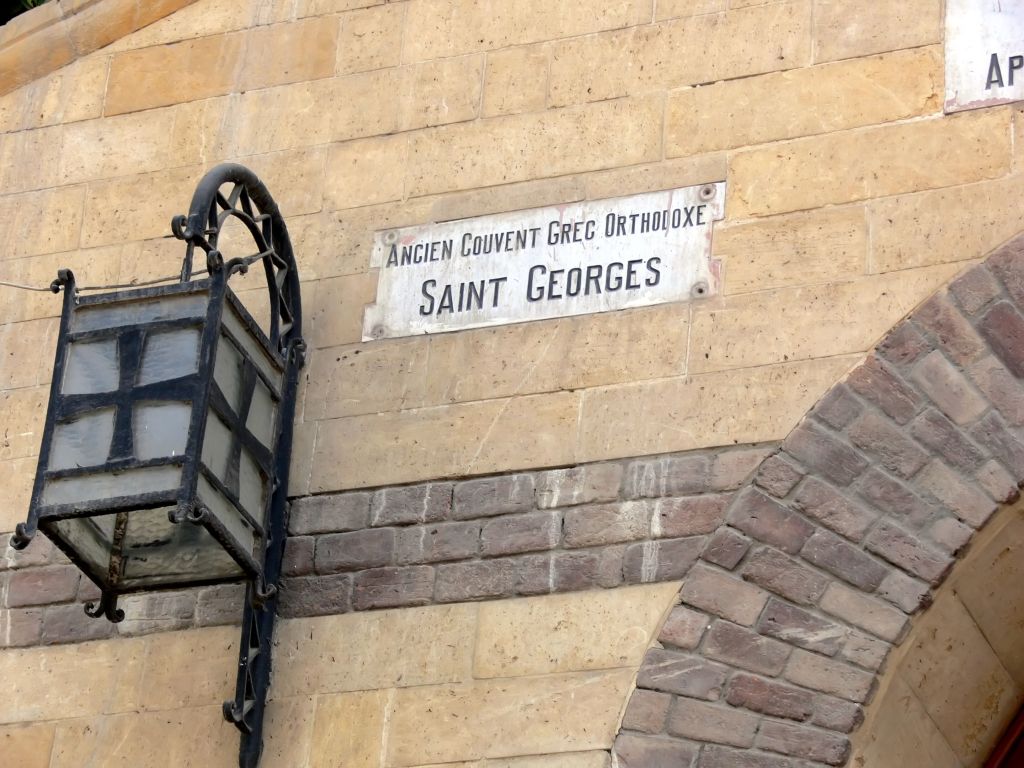 ANCIEN COUVENT GREC ORTHODOXE
SAINT GEORGES